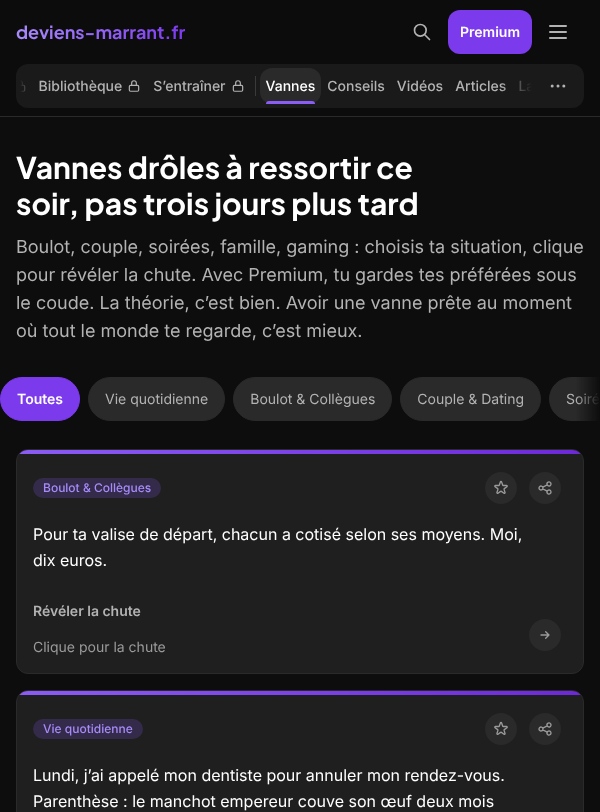 deviens-marrant.fr
Premium
Bibliothèque S'entraîner Vannes Conseils Vidéos Articles
Vannes drôles à ressortir ce
soir, pas trois jours plus tard
Boulot, couple, soirées, famille, gaming : choisis ta situation, clique
pour révéler la chute. Avec Premium, tu gardes tes préférées sous
le coude. La théorie, c'est bien. Avoir une vanne prête au moment
où tout le monde te regarde, c'est mieux.
Toutes Vie quotidienne Boulot & Collègues Couple & Dating
Boulot & Collègues
Pour ta valise de départ, chacun a cotisé selon ses moyens. Moi,
dix euros.
Révéler la chute
Clique pour la chute
Vie quotidienne
Lundi, j'ai appelé mon dentiste pour annuler mon rendez-vous.
Parenthèse : le manchot empereur couve son œuf deux mois